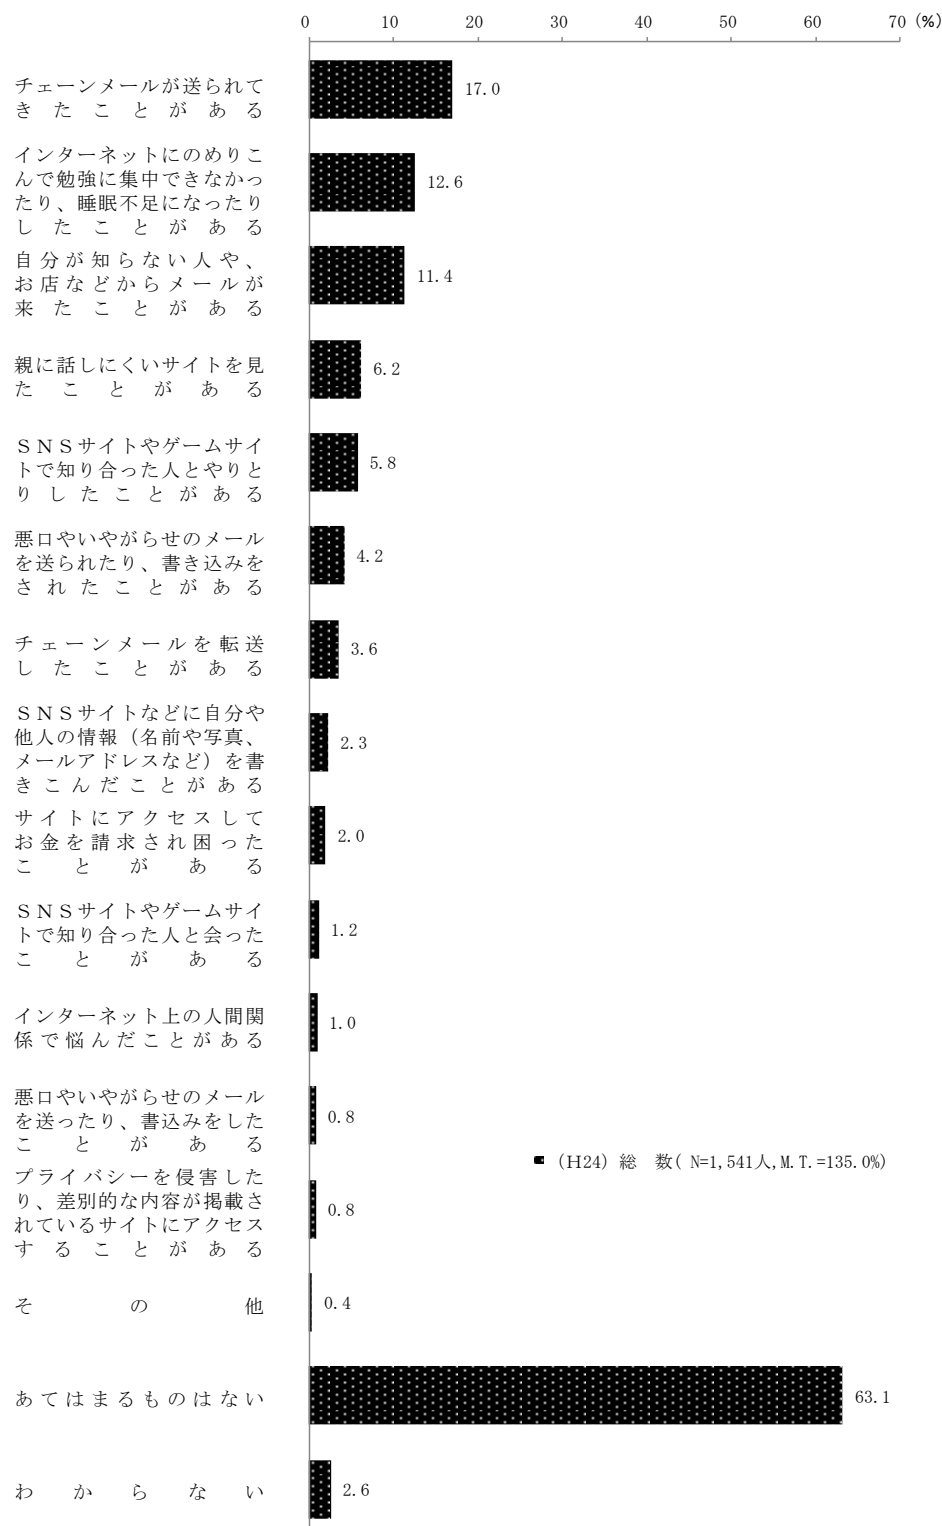 0 10 20 30 40 50 60 70 (%)
チェーンメールが送られて
きたことがある
17.0
インターネットにのめりこ
んで勉強に集中できなかっ
たり、睡眠不足になったり
したことがある
12.6
自分が知らない人や、
お店などからメールが
来たことがある
11.4
親に話しにくいサイトを見
たことがある
6.2
ＳＮＳサイトやゲームサイ
トで知り合った人とやりと
りしたことがある
5.8
悪口やいやがらせのメール
を送られたり、書き込みを
されたことがある
4.2
チェーンメールを転送
したことがある
3.6
ＳＮＳサイトなどに自分や
他人の情報（名前や写真、
メールアドレスなど）を書
きこんだことがある
2.3
サイトにアクセスして
お金を請求され困った
ことがある
2.0
ＳＮＳサイトやゲームサイ
トで知り合った人と会った
ことがある
1.2
インターネット上の人間関
係で悩んだことがある
1.0
悪口やいやがらせのメール
を送ったり、書込みをした
ことがある
0.8
（H24）総　数( N=1,541人,M.T.=135.0%)
プライバシーを侵害した
り、差別的な内容が掲載さ
れているサイトにアクセス
することがある
0.8
その他
0.4
あてはまるものはない
63.1
わからない
2.6